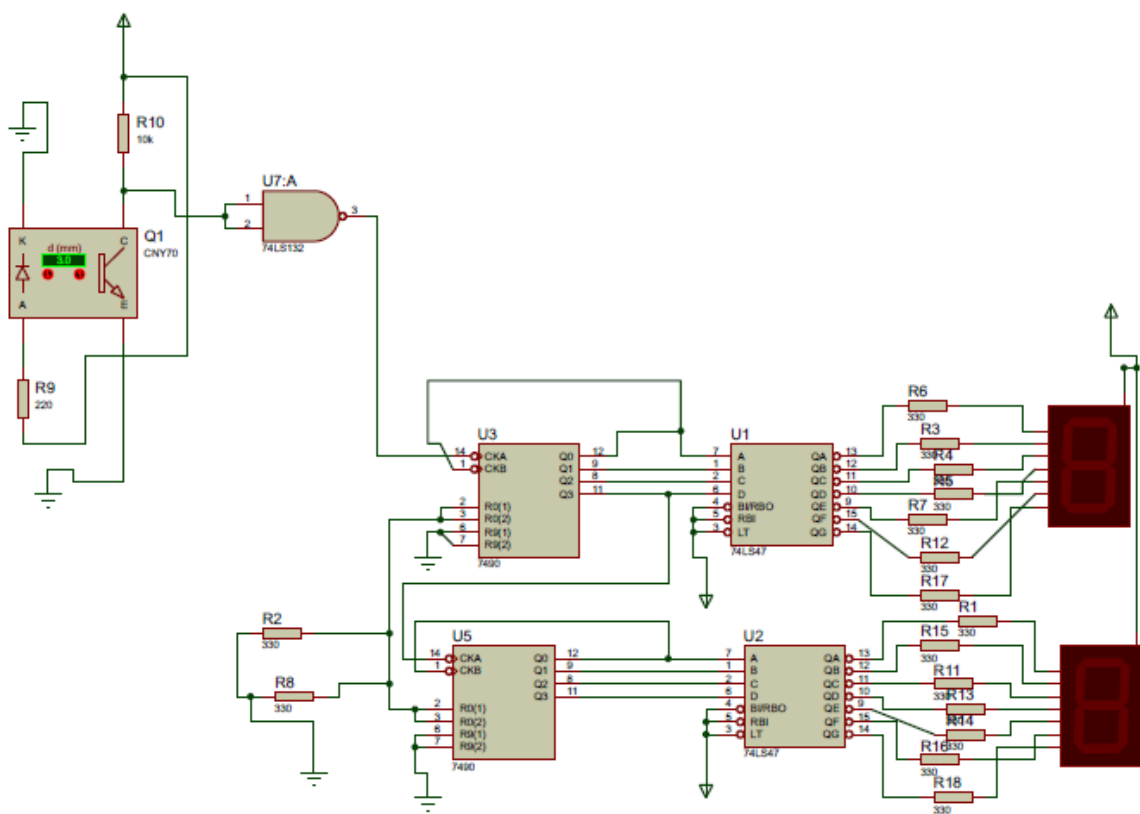 R10
10k
U7:A
1
2
3
74LS132
K
C
d (mm)
3.0
A
E
Q1
CNY70
R9
220
U3
14
1
CKA
CKB
Q0
Q1
Q2
Q3
12
9
8
11
2
3
6
7
R0(1)
R0(2)
R9(1)
R9(2)
7490
U1
7
1
2
6
4
5
3
A
B
C
D
BI/RBO
RBI
LT
QA
QB
QC
QD
QE
QF
QG
13
12
11
10
9
15
14
74LS47
R6
330
R3
330
R4
330
330
R7
330
R12
330
R17
330
R2
330
R8
330
U5
14
1
CKA
CKB
Q0
Q1
Q2
Q3
12
9
8
11
2
3
6
7
R0(1)
R0(2)
R9(1)
R9(2)
7490
U2
7
1
2
6
4
5
3
A
B
C
D
BI/RBO
RBI
LT
QA
QB
QC
QD
QE
QF
QG
13
12
11
10
9
15
14
74LS47
R1
330
R15
330
R11
R13
R14
330
R16
330
R18
330